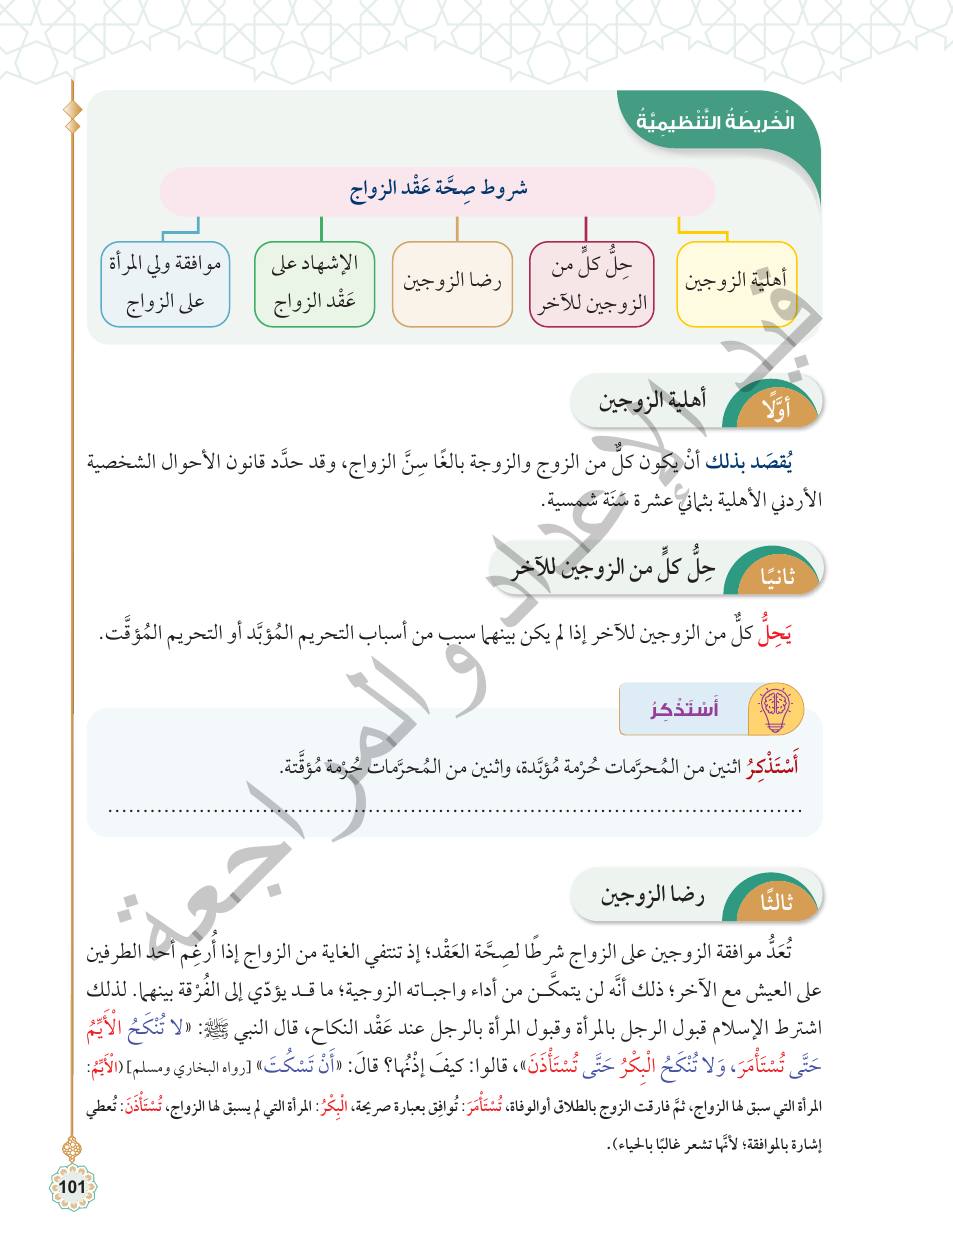 الْخَريطَةُ التَّنْظيميَّةُ
شروط صِحَّة عَقْد الزواج
أهلية الزوجين
حِلُّ كلٍّ من
الزوجين للآخر
رضا الزوجين
الإشهاد على
عَقْد الزواج
موافقة ولي المرأة
على الزواج
أوَّلًا
أهلية الزوجين
يُقصَد بذلك أنْ يكون كلٌّ من الزوج والزوجة بالغًا سِنَّ الزواج، وقد حدَّد قانون الأحوال الشخصية
الأردني الأهلية بثماني عشرة سَنَة شمسية.
ثانيًا
حِلُّ كلٍّ من الزوجين للآخر
يَحِلُّ كلٌّ من الزوجين للآخر إذا لم يكن بينهما سبب من أسباب التحريم المُؤبَّد أو التحريم المُؤقَّت.
أَسْتَذْكِرُ
أَسْتَذْكِرُ اثنين من المُحرَّمات حُرْمة مُؤبَّدة، واثنين من المُحرَّمات حُرْمة مُؤقَّتة.
........................................................................................................
ثالثًا
رضا الزوجين
تُعَدُّ موافقة الزوجين على الزواج شرطًا لصِحَّة العَقْد؛ إذ تنتفي الغاية من الزواج إذا أُرغِم أحد الطرفين
على العيش مع الآخر؛ ذلك أنَّه لن يتمكَّن من أداء واجباته الزوجية؛ ما قد يؤدّي إلى الفُرْقة بينهما. لذلك
اشترط الإسلام قبول الرجل بالمرأة وقبول المرأة بالرجل عند عَقْد النكاح، قال النبي ﷺ: «لا تُنْكَحُ الْأَيِّمُ
حَتَّى تُسْتَأْمَرَ، وَلا تُنْكَحُ الْبِكْرُ حَتَّى تُسْتَأْذَنَ»، قالوا: كيفَ إذْنُها؟ قالَ: «أَنْ تَسْكُتَ» [رواه البخاري ومسلم] (الْأَيِّمُ:
المرأة التي سبق لها الزواج، ثمَّ فارقت الزوج بالطلاق أوالوفاة، تُسْتَأْمَرَ: تُوافِق بعبارة صريحة، الْبِكْرُ: المرأة التي لم يسبق لها الزواج، تُسْتَأْذَنَ: تُعطي
إشارة بالموافقة؛ لأنَّها تشعر غالبًا بالحياء).
101
قيد الإعداد والمراجعة